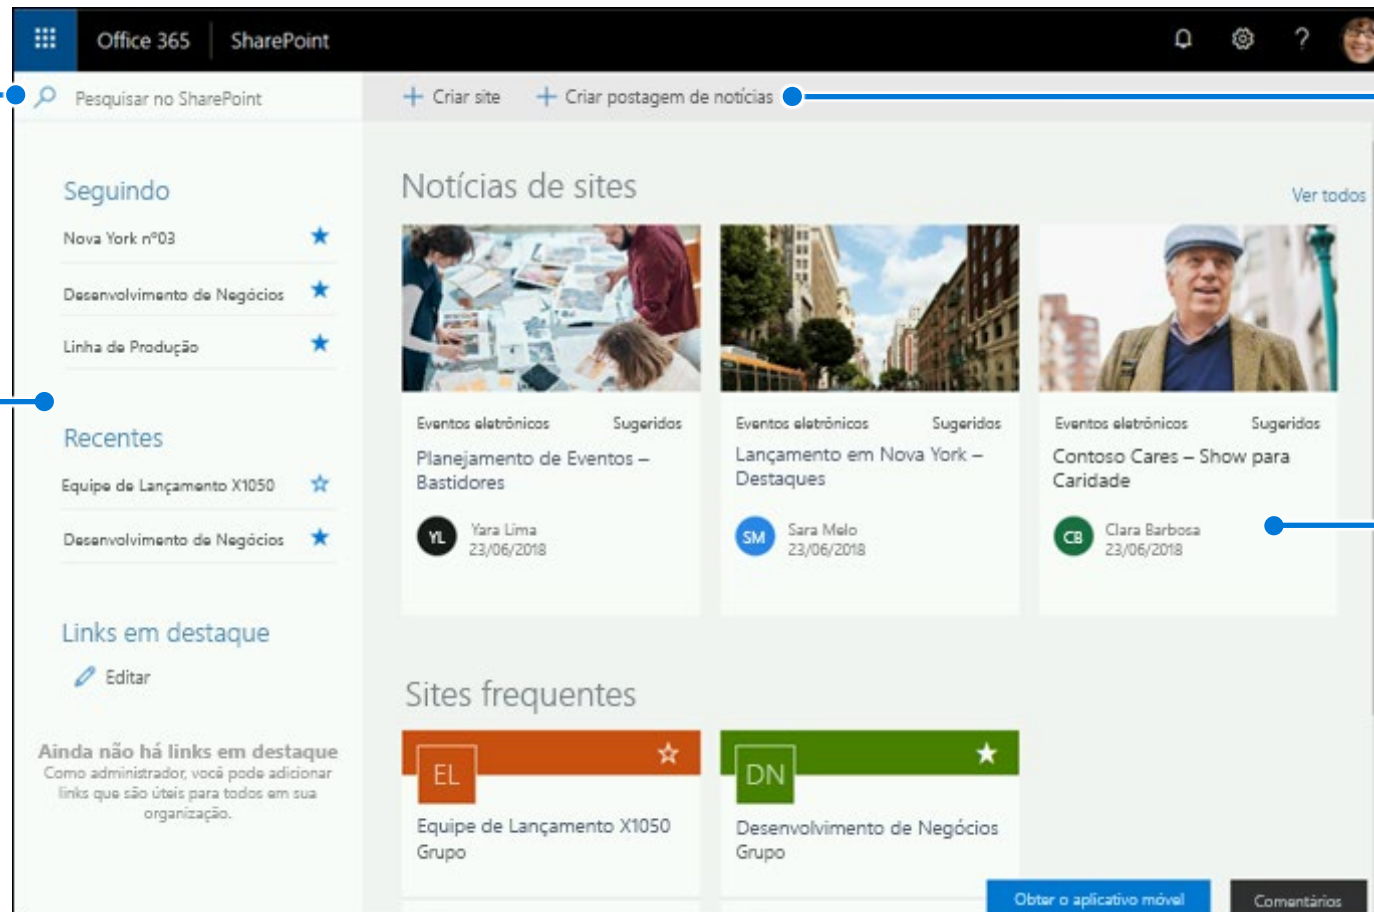 Office 365
SharePoint
?
Pesquisar no SharePoint
Criar site
Criar postagem de notícias
Seguindo
Nova York nº03
Desenvolvimento de Negócios
Linha de Produção
Recentes
Equipe de Lançamento X1050
Desenvolvimento de Negócios
Links em destaque
Editar
Ainda não há links em destaque
Como administrador, você pode adicionar
links que são úteis para todos em sua
organização.
Notícias de sites
Ver todos
Eventos eletrônicos Sugeridos
Planejamento de Eventos –
Bastidores
YL
Yara Lima
23/06/2018
Eventos eletrônicos Sugeridos
Lançamento em Nova York –
Destaques
SM
Sara Melo
23/06/2018
Eventos eletrônicos Sugeridos
Contoso Cares – Show para
Caridade
CB
Clara Barbosa
23/06/2018
Sites frequentes
EL
Equipe de Lançamento X1050
Grupo
DN
Desenvolvimento de Negócios
Grupo
Obter o aplicativo móvel
Comentários